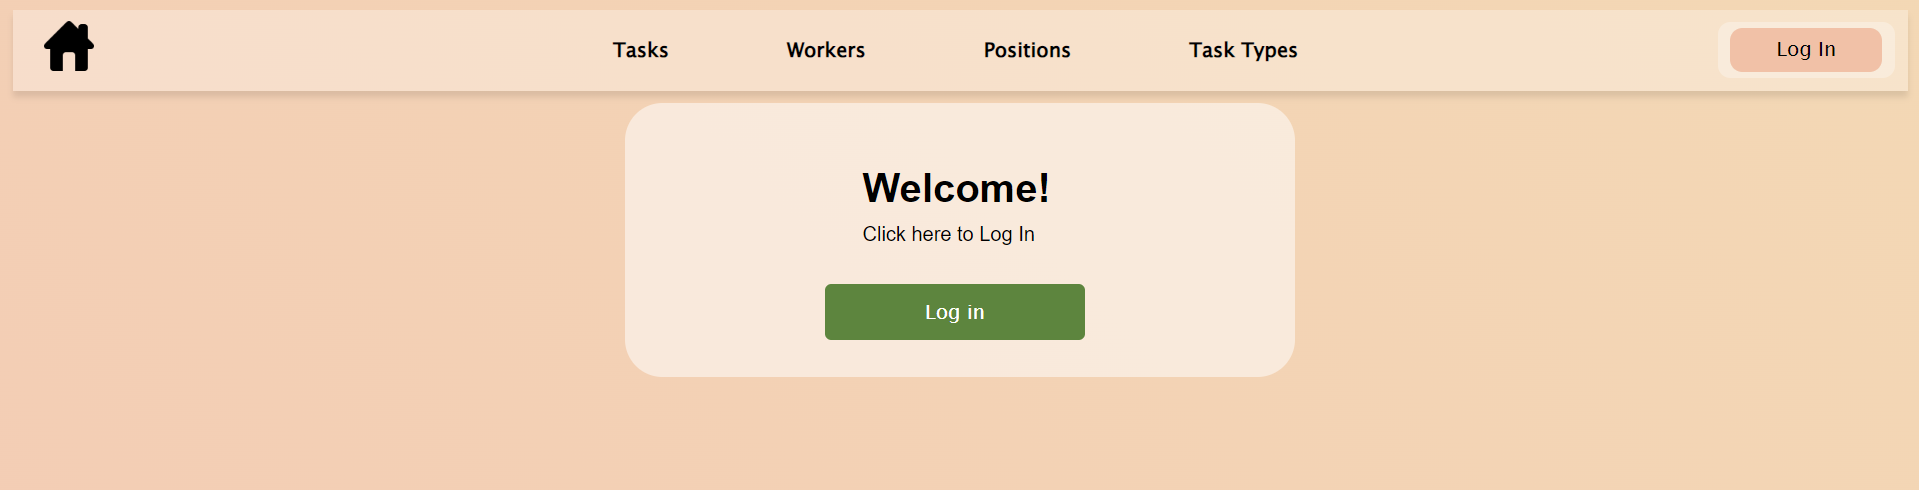 Tasks Workers Positions Task Types Log In
Welcome!
Click here to Log In
Log in